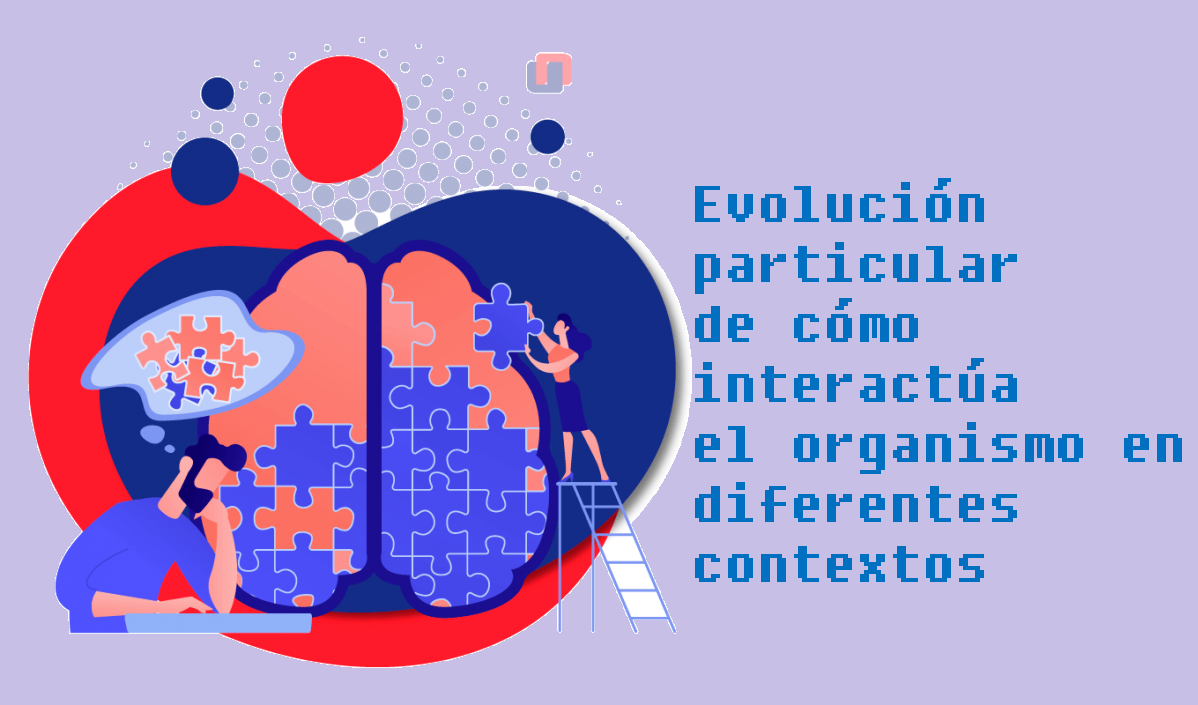 Evolución
particular
de cómo
interactúa
el organismo en
diferentes
contextos